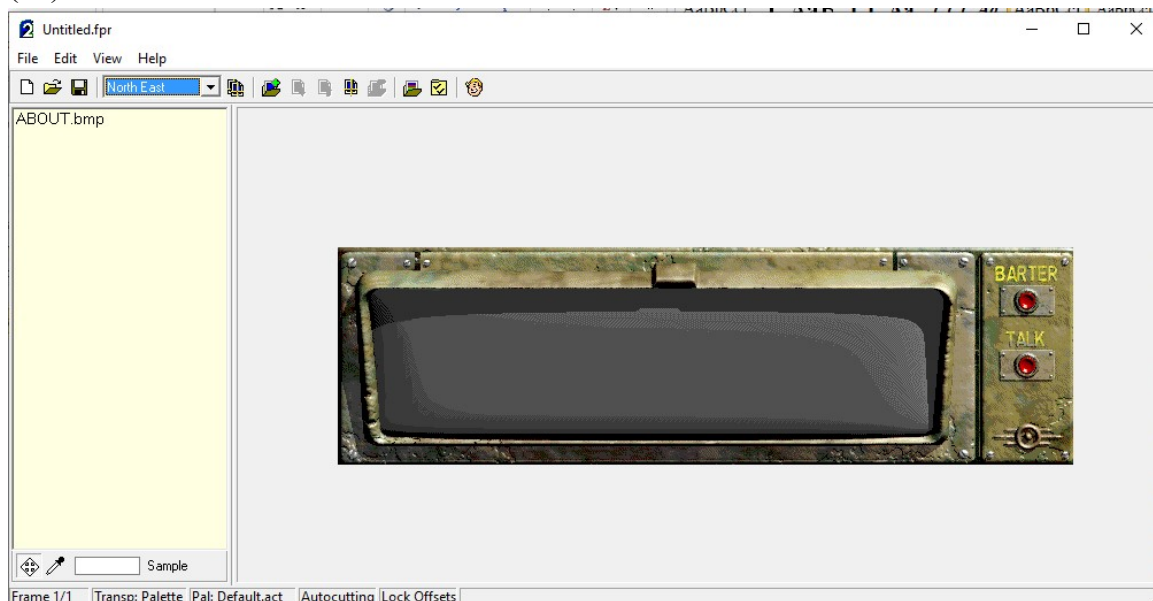 Untitled.fpr
File Edit View Help
North East
ABOUT.bmp
BARTER
TALK
Sample
Frame 1/1 Transp: Palette Pal: Default.act Autocutting Lock Offsets